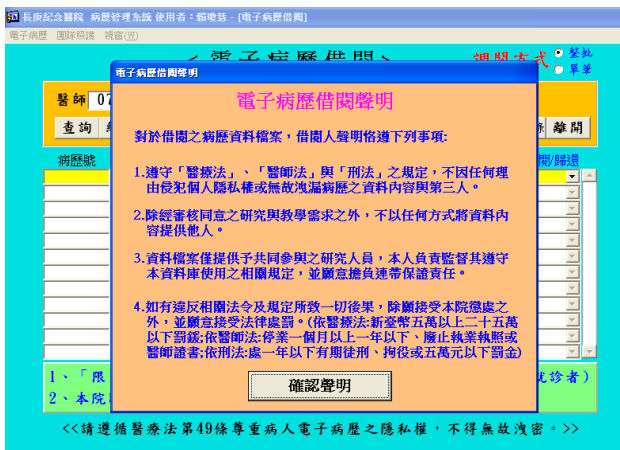 長庚紀念醫院 病歷管理系統 使用者：賴
電子病歷 團隊照護 視窗(W)
電子病歷借閱
調閱方式
整批
單筆
電子病歷借閱聲明
醫師 07
電子病歷借閱聲明
查詢
離開
對於借閱之病歷資料檔案，借閱人聲明恪遵下列事項:
病歷號
閱/歸還
1.遵守「醫療法」、「醫師法」與「刑法」之規定，不因任何理
由侵犯個人隱私權或無故洩漏病歷之資料內容與第三人。
2.除經審核同意之研究與教學需求之外，不以任何方式將資料內
容提供他人。
3.資料檔案僅提供予共同參與之研究人員，本人負責監督其遵守
本資料庫使用之相關規定，並願意擔負連帶保證責任。
4.如有違反相關法令及規定所致一切後果，除願接受本院懲處之
外，並願意接受法律處罰。(依醫療法:新臺幣五萬以上二十五萬
以下罰鍰;依醫師法:停業一個月以上一年以下、廢止執業執照或
醫師證書;依刑法:處一年以下有期徒刑、拘役或五萬元以下罰金)
確認聲明
1、「限
就診者）
2、本院
<<請遵循醫療法第49條尊重病人電子病歷之隱私權，不得無故洩密。>>